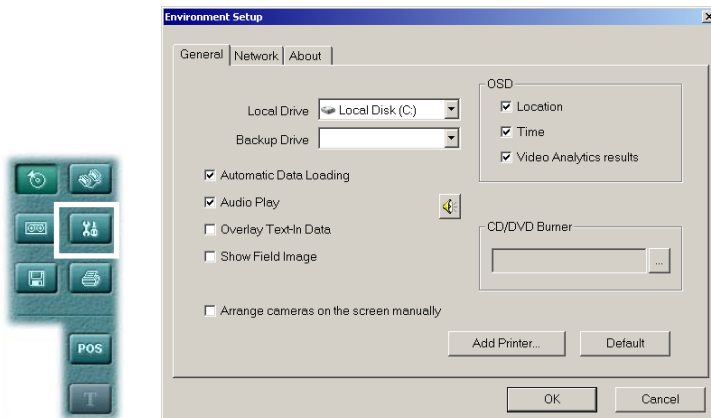 Environment Setup
General Network About
Local Drive Local Disk (C:)
Backup Drive
Automatic Data Loading
Audio Play
Overlay Text-In Data
Show Field Image
Arrange cameras on the screen manually
OSD
Location
Time
Video Analytics results
CD/DVD Burner
...
Add Printer... Default
OK Cancel
POS
T